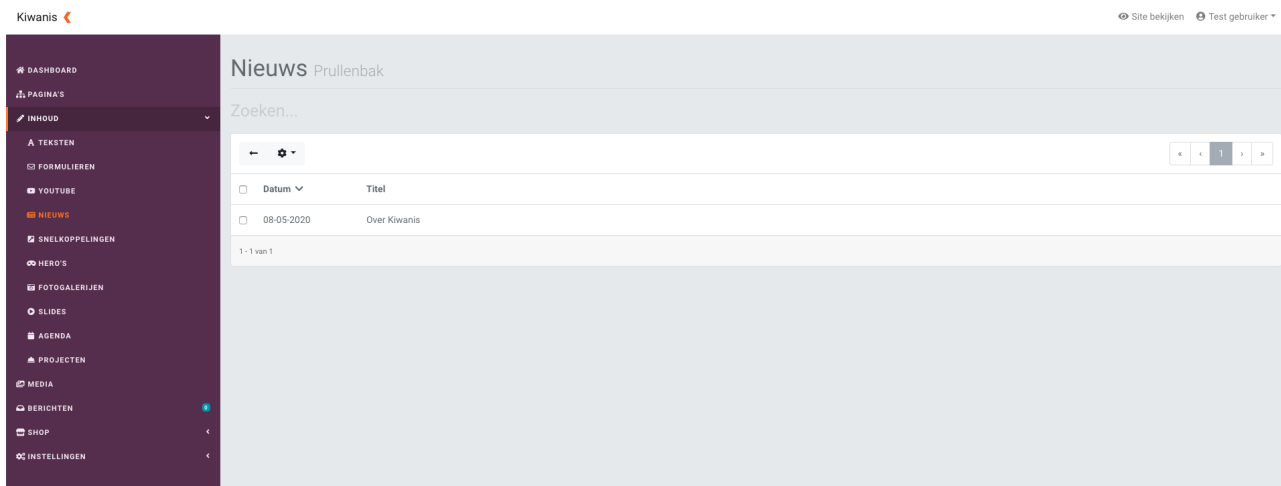 Kiwanis
Site bekijken Test gebruiker
DASHBOARD
PAGINA'S
INHOUD
TEKSTEN
FORMULIEREN
YOUTUBE
NIEUWS
SNELKOPPELINGEN
HERO'S
FOTOGALERIJEN
SLIDES
AGENDA
PROJECTEN
MEDIA
BERICHTEN 0
SHOP
INSTELLINGEN
Nieuws Prullenbak
Zoeken...
« ‹ 1 › »
Datum Titel
08-05-2020 Over Kiwanis
1 - 1 van 1